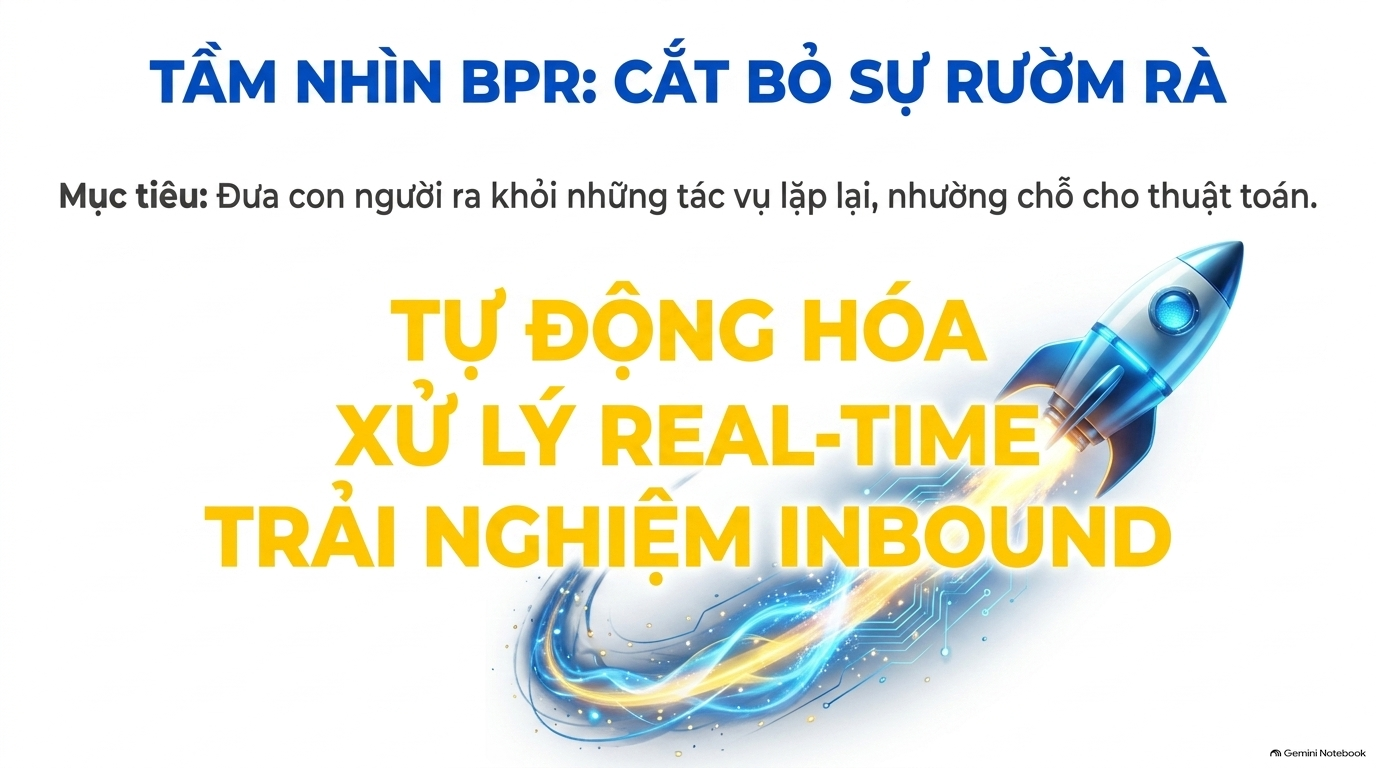 TẦM NHÌN BPR: CẮT BỎ SỰ RƯỜM RÀ
Mục tiêu: Đưa con người ra khỏi những tác vụ lặp lại, nhường chỗ cho thuật toán.
TỰ ĐỘNG HÓA
XỬ LÝ REAL-TIME
TRẢI NGHIỆM INBOUND
Gemini Notebook